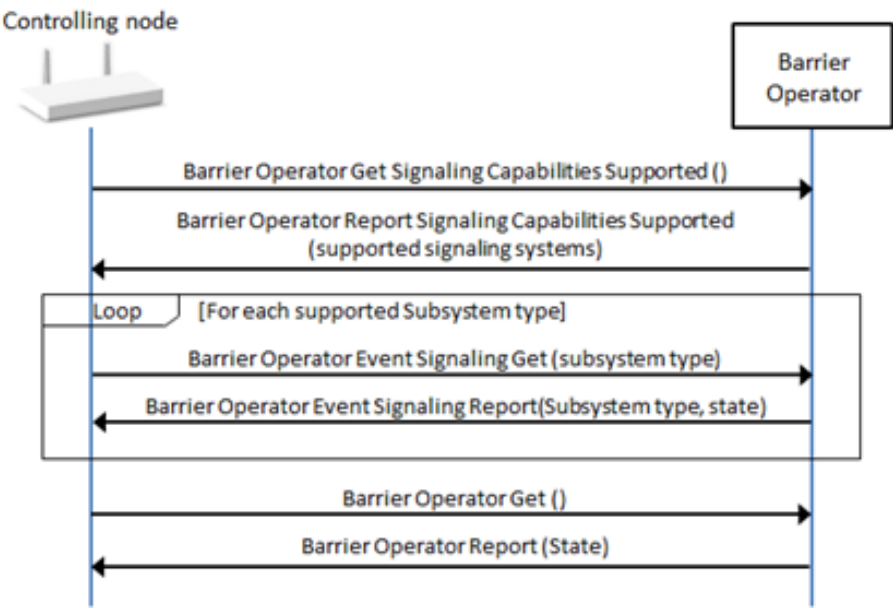 Controlling node
Barrier
Operator
Barrier Operator Get Signaling Capabilities Supported ()
Barrier Operator Report Signaling Capabilities Supported
(supported signaling systems)
Loop
[For each supported Subsystem type]
Barrier Operator Event Signaling Get (subsystem type)
Barrier Operator Event Signaling Report(Subsystem type, state)
Barrier Operator Get ()
Barrier Operator Report (State)